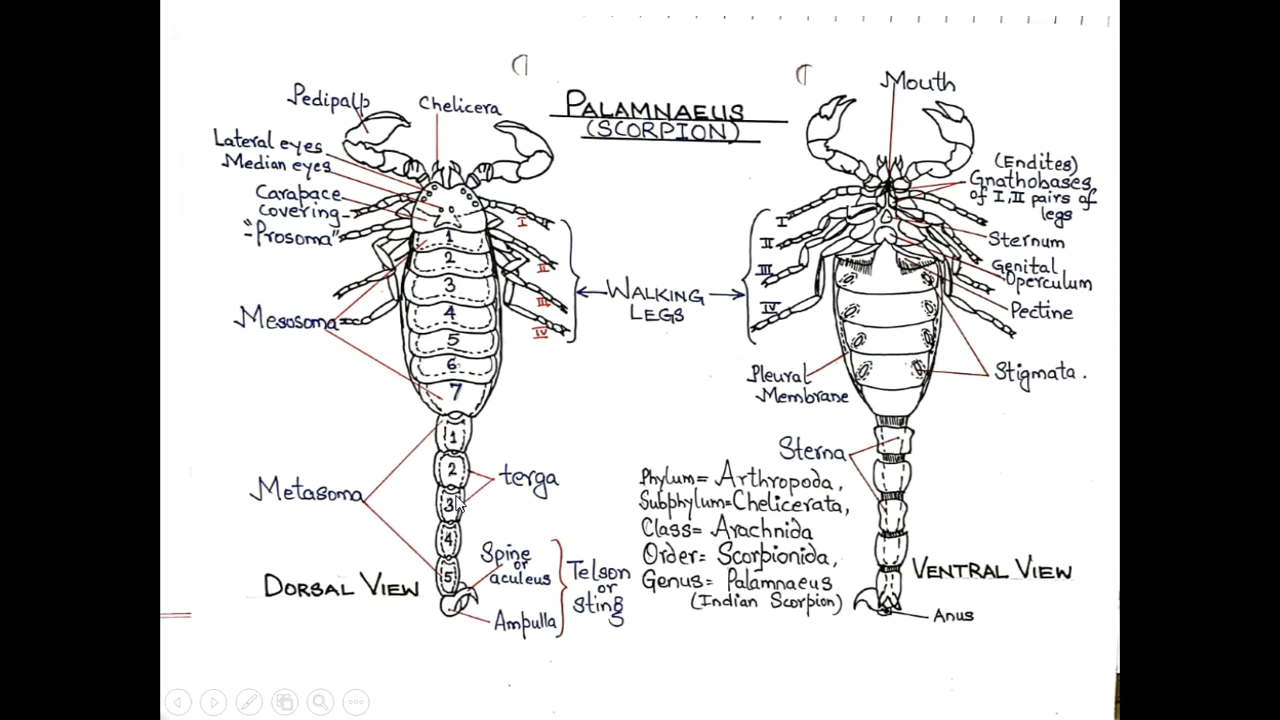 PALAMNAEUS
(SCORPION)
Pedipalp
Chelicera
Lateral eyes
Median eyes
Carapace
covering
"Prosoma"
I
II
III
IV
1
2
3
4
5
6
7
Mesosoma
WALKING
LEGS
1
2
3
4
5
Metasoma
terga
Spine
or
aculeus
Ampulla
Telson
or
sting
DORSAL VIEW
Mouth
(Endites)
Gnathobases
of I, II pairs of
legs
Sternum
Genital
Operculum
Pectine
Stigmata.
I
II
III
IV
Pleural
Membrane
Sterna
Anus
VENTRAL VIEW
Phylum= Arthropoda,
Subphylum=Chelicerata,
Class= Arachnida
Order= Scorpionida,
Genus= Palamnaeus
(Indian Scorpion)